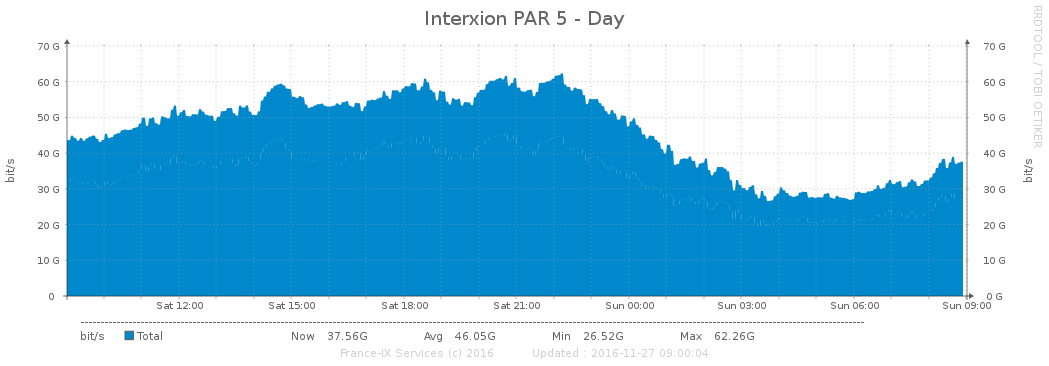 Interxion PAR 5 - Day
RRDTOOL / TOBI OETIKER
70 G 70 G
60 G 60 G
50 G 50 G
40 G 40 G
30 G 30 G
20 G 20 G
10 G 10 G
0 0 G
bit/s bit/s
Sat 12:00 Sat 15:00 Sat 18:00 Sat 21:00 Sun 00:00 Sun 03:00 Sun 06:00 Sun 09:00
bit/s Total Now 37.56G Avg 46.05G Min 26.52G Max 62.26G
France-IX Services (c) 2016 Updated : 2016-11-27 09:00:04